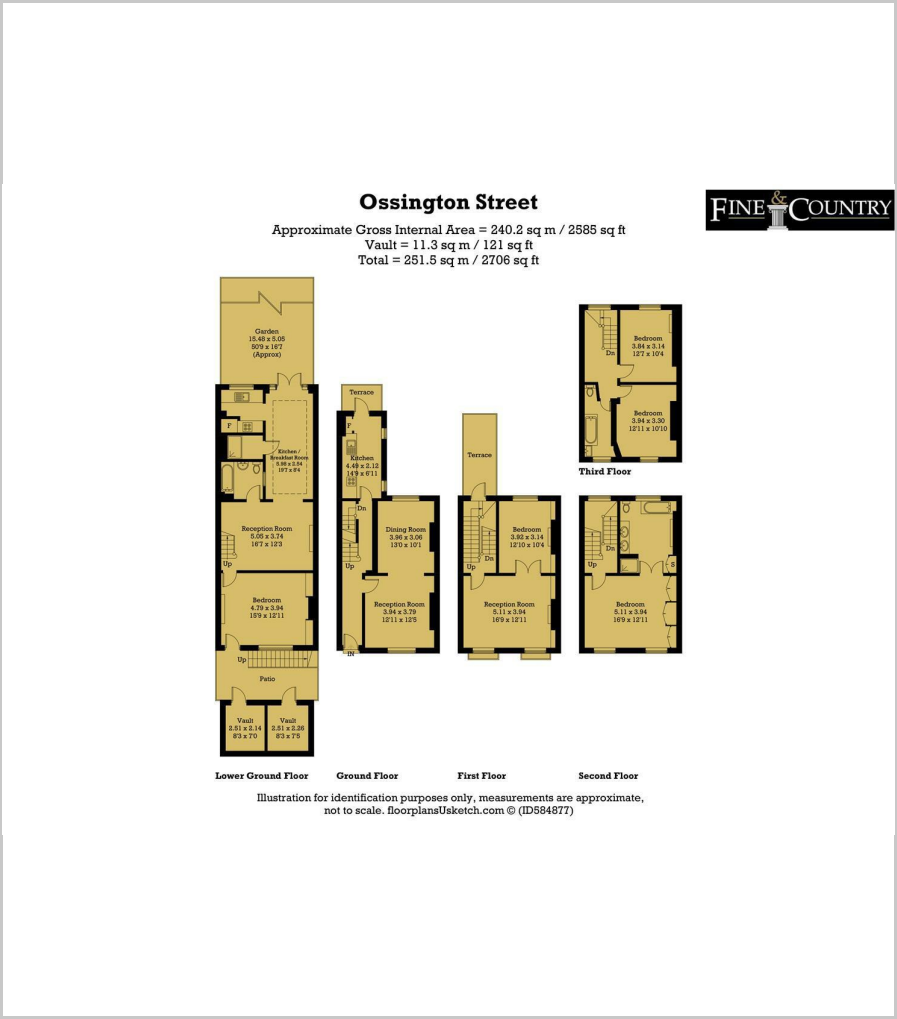 Ossington Street
FINE & COUNTRY
Approximate Gross Internal Area = 240.2 sq m / 2585 sq ft
Vault = 11.3 sq m / 121 sq ft
Total = 251.5 sq m / 2706 sq ft
Garden
15.48 x 5.05
50'9 x 16'7
(Approx)
F
Kitchen /
Breakfast Room
5.98 x 2.54
19'7 x 8'4
Reception Room
5.05 x 3.74
16'7 x 12'3
Up
Bedroom
4.79 x 3.94
15'9 x 12'11
Up
Patio
Vault
2.51 x 2.14
8'3 x 7'0
Vault
2.51 x 2.26
8'3 x 7'5
Lower Ground Floor
Terrace
F
Kitchen
4.49 x 2.12
14'9 x 6'11
Dn
Dining Room
3.96 x 3.06
13'0 x 10'1
Up
Reception Room
3.94 x 3.79
12'11 x 12'5
IN
Ground Floor
Terrace
Bedroom
3.92 x 3.14
12'10 x 10'4
Dn
Up
Reception Room
5.11 x 3.94
16'9 x 12'11
First Floor
Bedroom
3.84 x 3.14
12'7 x 10'4
Dn
Bedroom
3.94 x 3.30
12'11 x 10'10
Third Floor
Dn
Up
S
Bedroom
5.11 x 3.94
16'9 x 12'11
Second Floor
Illustration for identification purposes only, measurements are approximate,
not to scale. floorplansUsketch.com © (ID584877)